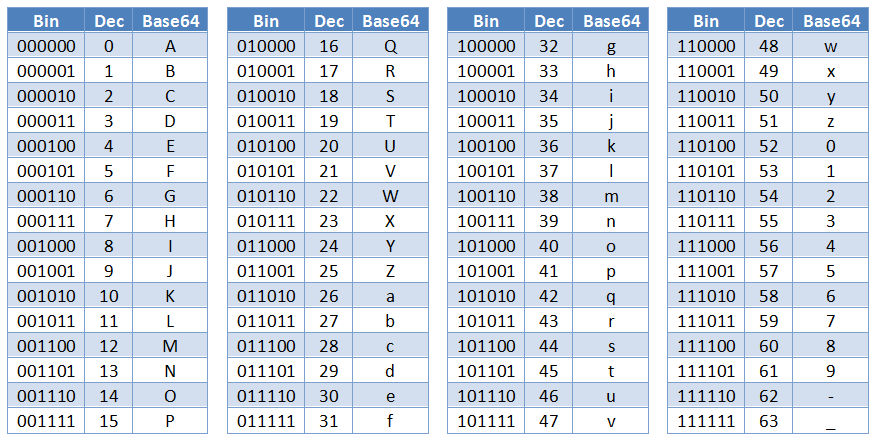 Bin Dec Base64 Bin Dec Base64 Bin Dec Base64 Bin Dec Base64
000000 0 A 010000 16 Q 100000 32 g 110000 48 w
000001 1 B 010001 17 R 100001 33 h 110001 49 x
000010 2 C 010010 18 S 100010 34 i 110010 50 y
000011 3 D 010011 19 T 100011 35 j 110011 51 z
000100 4 E 010100 20 U 100100 36 k 110100 52 0
000101 5 F 010101 21 V 100101 37 l 110101 53 1
000110 6 G 010110 22 W 100110 38 m 110110 54 2
000111 7 H 010111 23 X 100111 39 n 110111 55 3
001000 8 I 011000 24 Y 101000 40 o 111000 56 4
001001 9 J 011001 25 Z 101001 41 p 111001 57 5
001010 10 K 011010 26 a 101010 42 q 111010 58 6
001011 11 L 011011 27 b 101011 43 r 111011 59 7
001100 12 M 011100 28 c 101100 44 s 111100 60 8
001101 13 N 011101 29 d 101101 45 t 111101 61 9
001110 14 O 011110 30 e 101110 46 u 111110 62 -
001111 15 P 011111 31 f 101111 47 v 111111 63 _